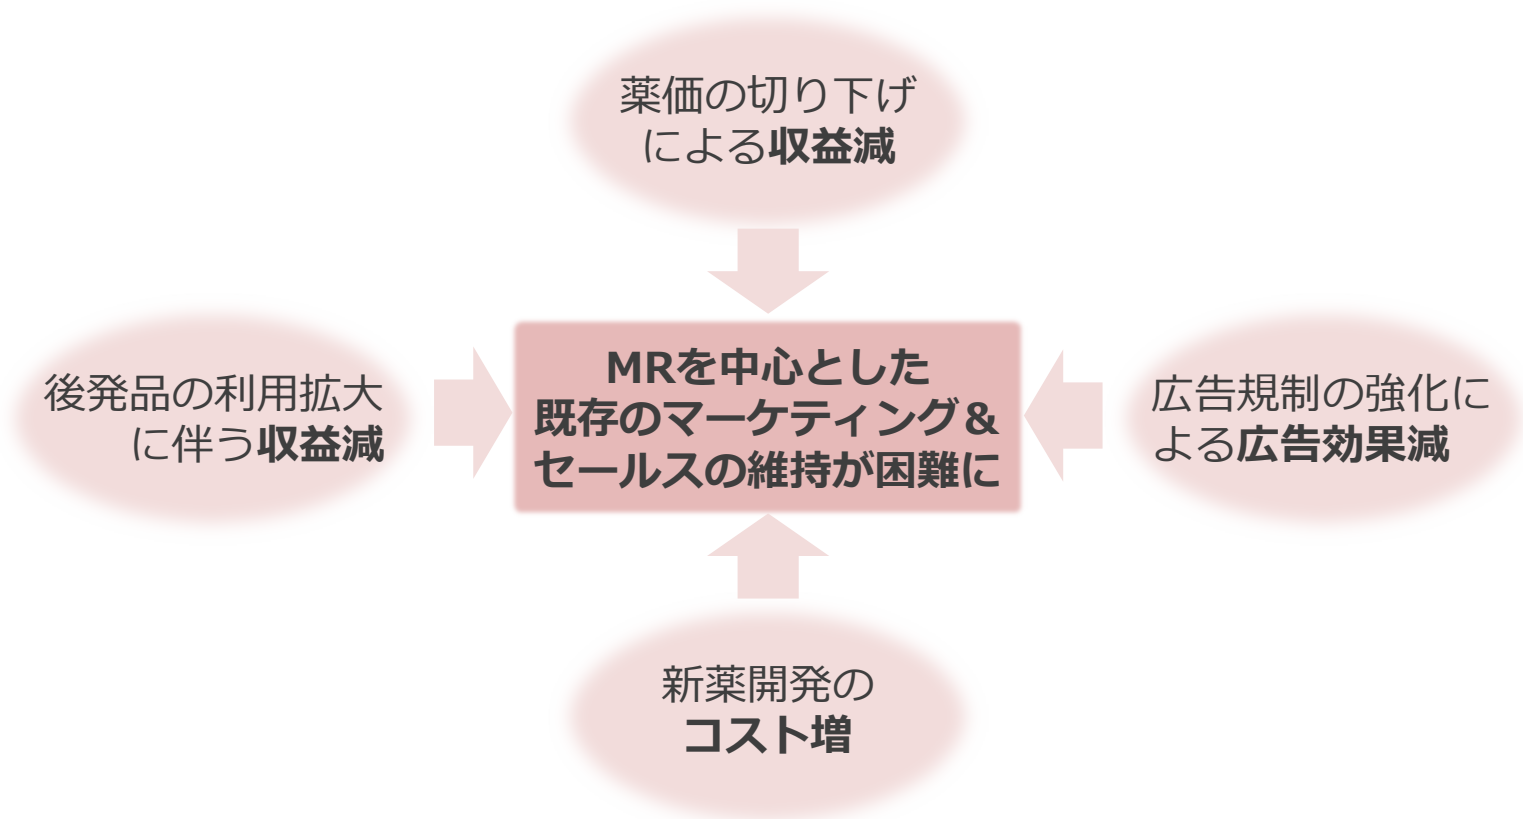 薬価の切り下げ
による収益減
後発品の利用拡大
に伴う収益減
MRを中心とした
既存のマーケティング＆
セールスの維持が困難に
広告規制の強化に
よる広告効果減
新薬開発の
コスト増